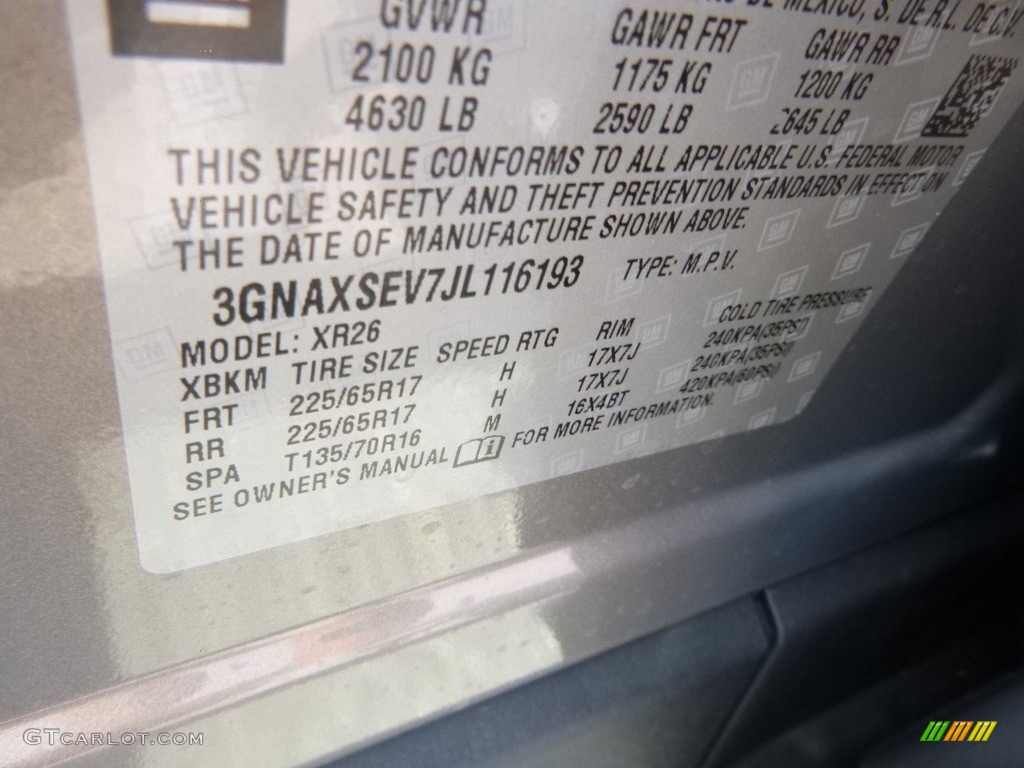 DE MEXICO, S. DE R.L. DE C.V.
GVWR GAWR FRT GAWR RR
2100 KG 1175 KG 1200 KG
4630 LB 2590 LB 2645 LB
THIS VEHICLE CONFORMS TO ALL APPLICABLE U.S. FEDERAL MOTOR
VEHICLE SAFETY AND THEFT PREVENTION STANDARDS IN EFFECT ON
THE DATE OF MANUFACTURE SHOWN ABOVE.
3GNAXSEV7JL116193 TYPE: M.P.V.
MODEL: XR26
XBKM TIRE SIZE SPEED RTG RIM COLD TIRE PRESSURE
FRT 225/65R17 H 17X7J 240KPA(35PSI)
RR 225/65R17 H 17X7J 240KPA(35PSI)
SPA T135/70R16 M 16X4BT 420KPA(60PSI)
SEE OWNER'S MANUAL FOR MORE INFORMATION.
GTCARLOT.COM